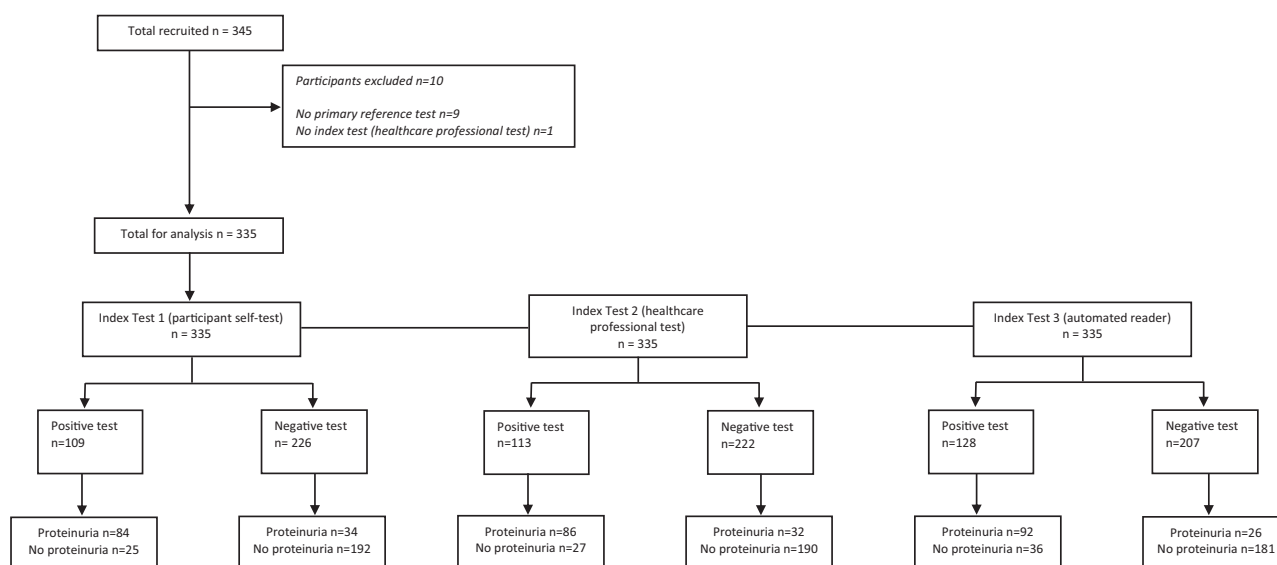 Total recruited n = 345
Participants excluded n=10
No primary reference test n=9
No index test (healthcare professional test) n=1
Total for analysis n = 335
Index Test 1 (participant self-test)
n = 335
Index Test 2 (healthcare
professional test)
n = 335
Index Test 3 (automated reader)
n = 335
Positive test
n=109
Negative test
n= 226
Positive test
n=113
Negative test
n=222
Positive test
n=128
Negative test
n=207
Proteinuria n=84
No proteinuria n=25
Proteinuria n=34
No proteinuria n=192
Proteinuria n=86
No proteinuria n=27
Proteinuria n=32
No proteinuria n=190
Proteinuria n=92
No proteinuria n=36
Proteinuria n=26
No proteinuria n=181